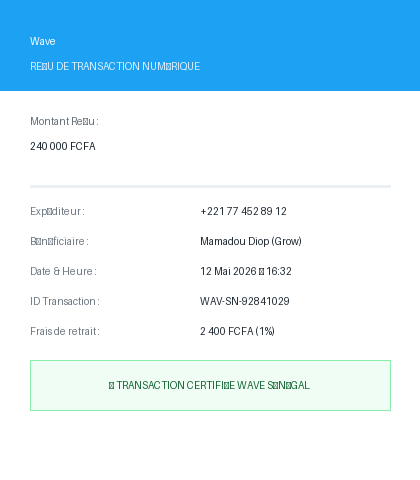 Wave
RE▯U DE TRANSACTION NUM▯RIQUE
Montant Re▯u :
240 000 FCFA
Exp▯diteur : +221 77 452 89 12
B▯n▯ficiaire : Mamadou Diop (Grow)
Date & Heure : 12 Mai 2026 ▯ 16:32
ID Transaction : WAV-SN-92841029
Frais de retrait : 2 400 FCFA (1%)
▯ TRANSACTION CERTIFI▯E WAVE S▯N▯GAL